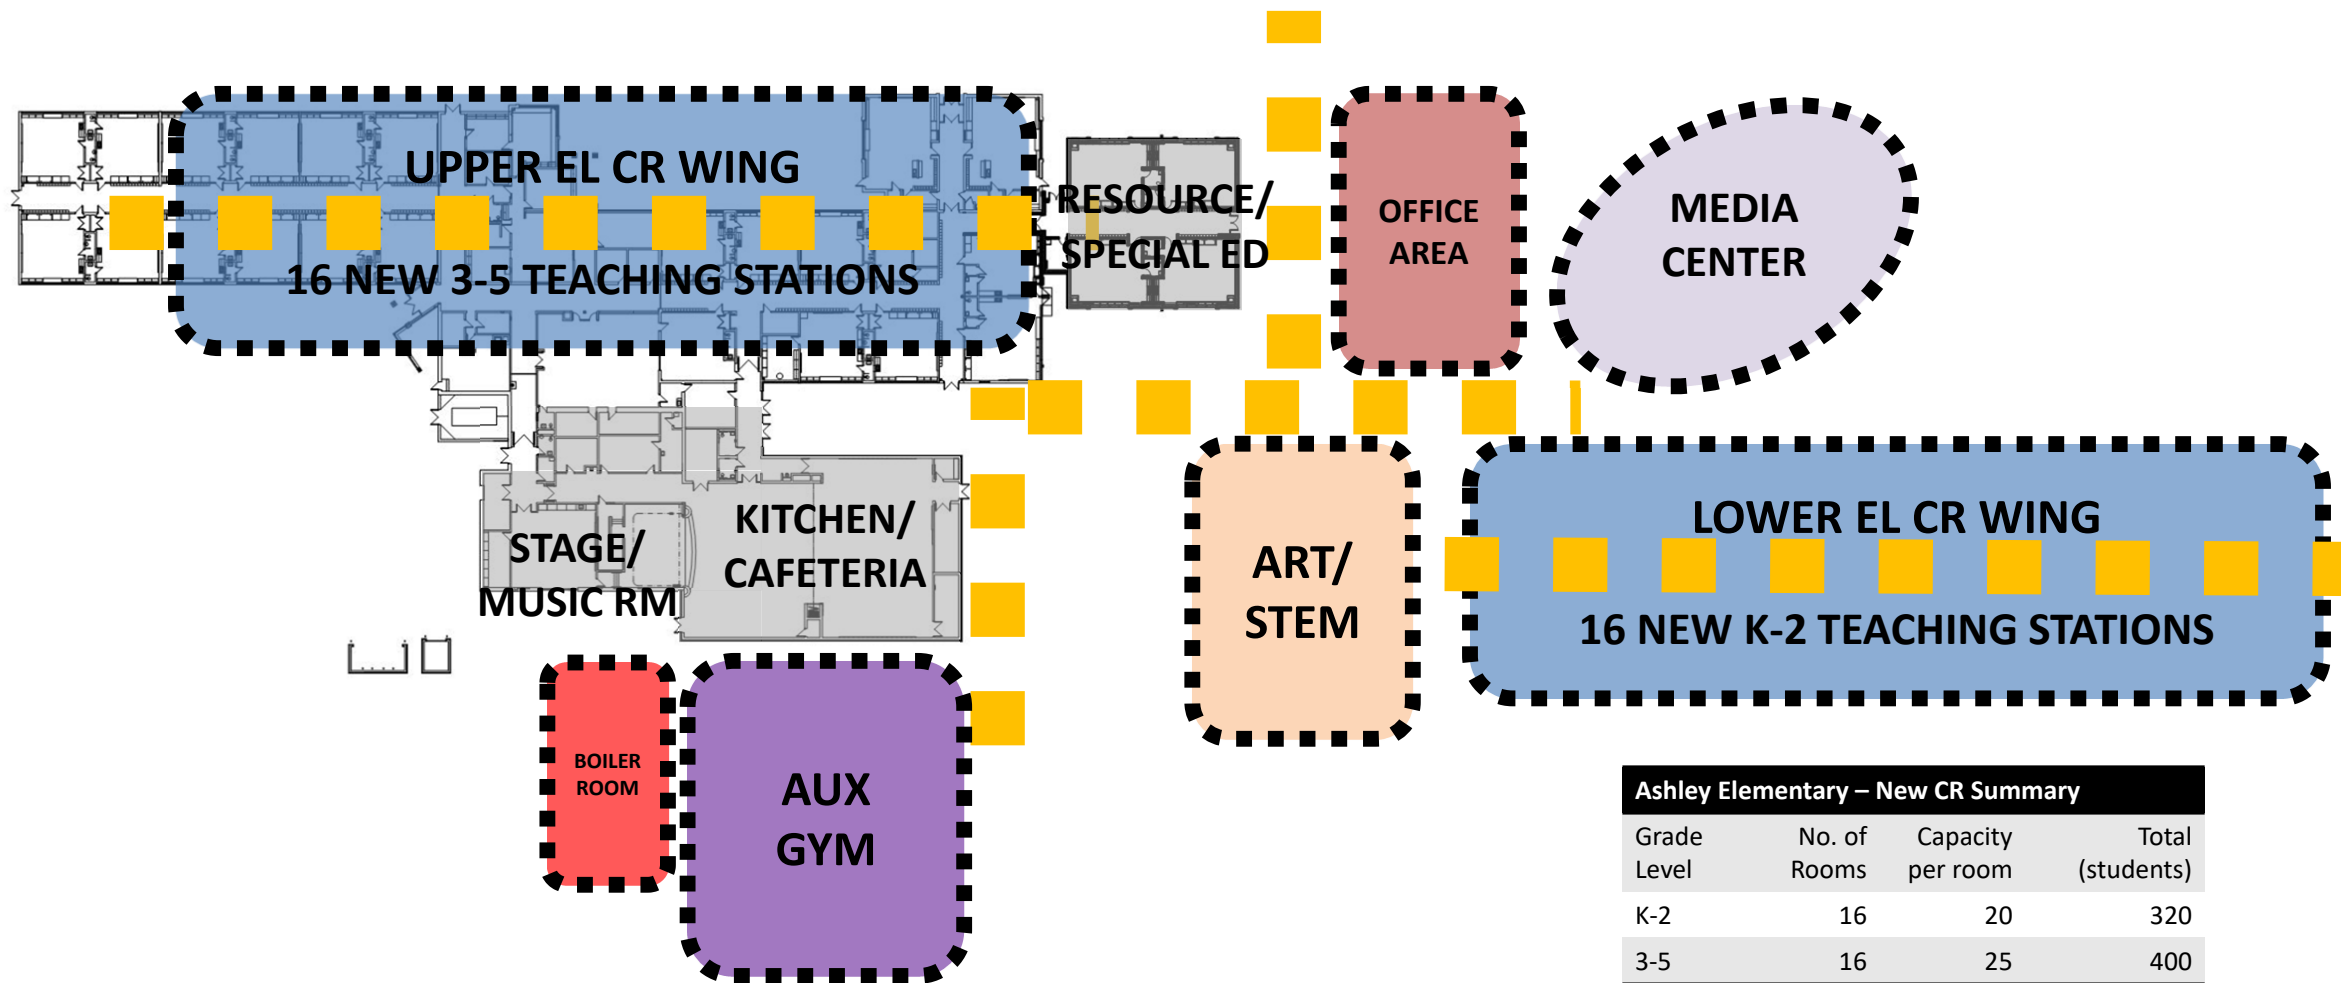 UPPER EL CR WING
16 NEW 3-5 TEACHING STATIONS
RESOURCE/
SPECIAL ED
OFFICE
AREA
MEDIA
CENTER
STAGE/
MUSIC RM
KITCHEN/
CAFETERIA
ART/
STEM
LOWER EL CR WING
16 NEW K-2 TEACHING STATIONS
BOILER
ROOM
AUX
GYM
Ashley Elementary – New CR Summary
Grade Level No. of Rooms Capacity per room Total (students)
K-2 16 20 320
3-5 16 25 400